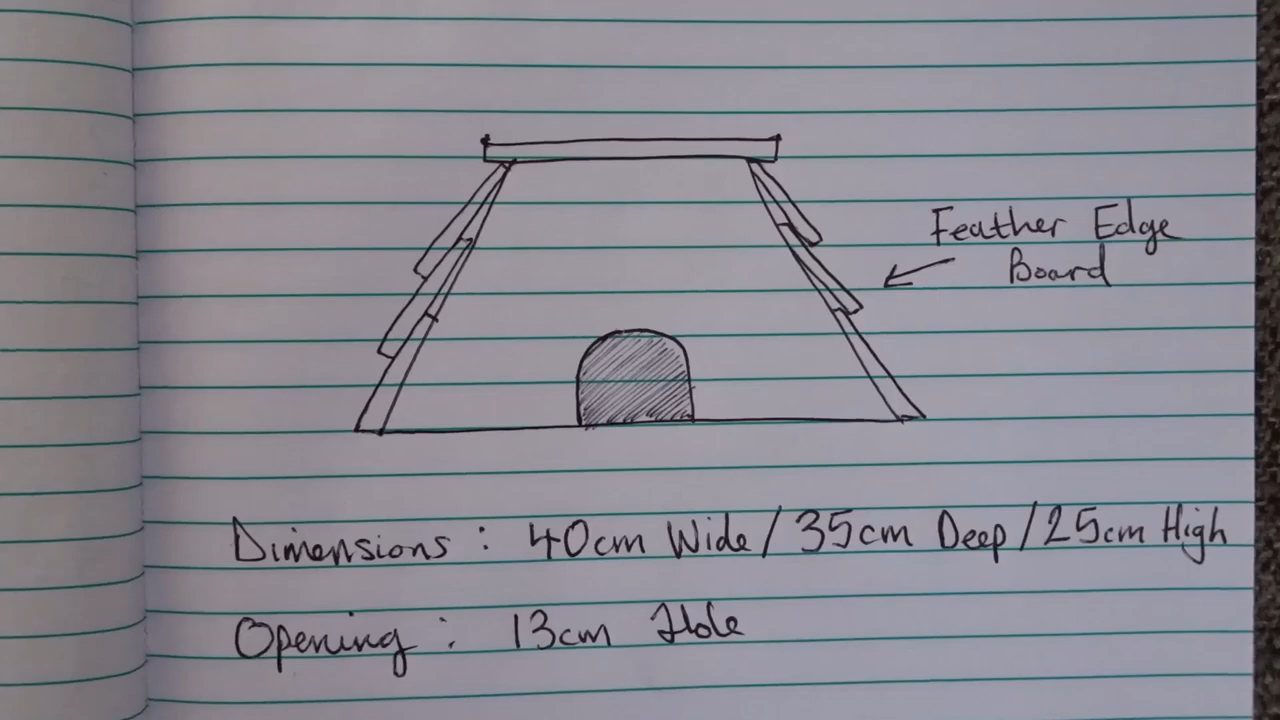 Feather Edge
Board
Dimensions : 40cm Wide / 35cm Deep / 25cm High
Opening : 13cm Hole